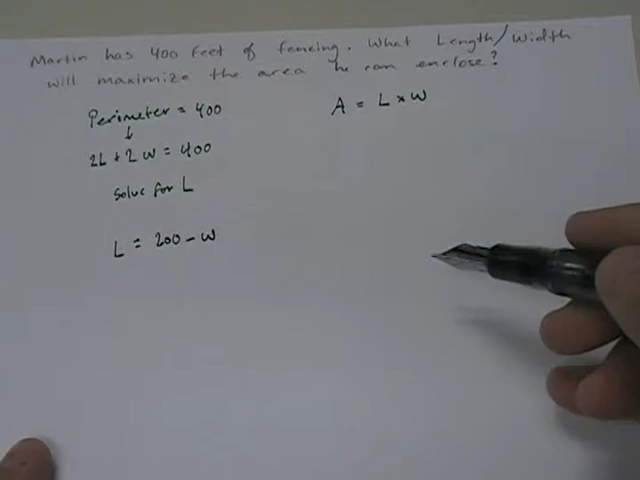 Martin has 400 feet of fencing. What Length/Width
will maximize the area he can enclose?
Perimeter = 400
↓
2L + 2W = 400
Solve for L
L = 200 - W
A = L × W